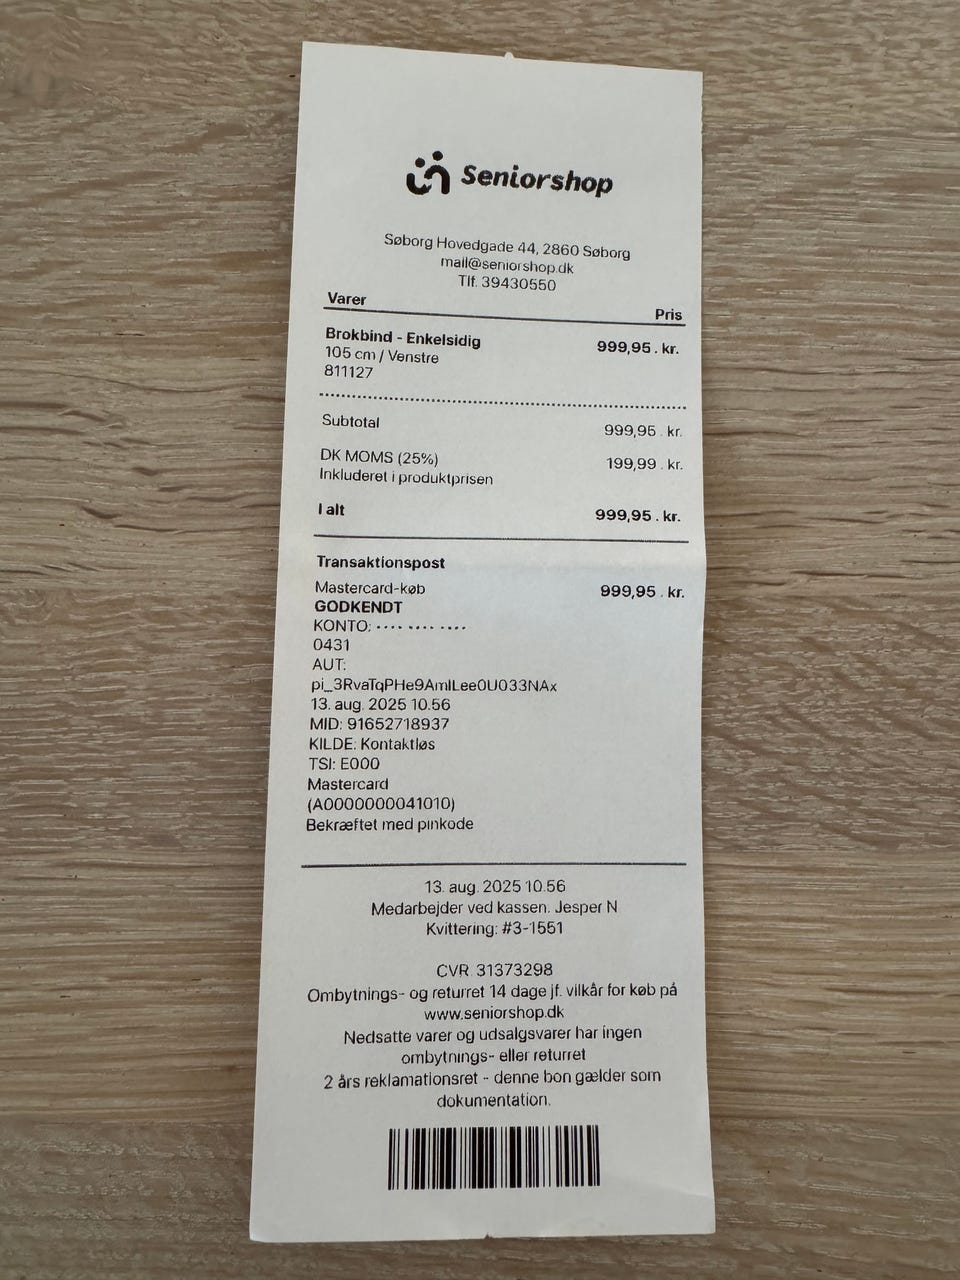 Seniorshop
Søborg Hovedgade 44, 2860 Søborg
mail@seniorshop.dk
Tlf. 39430550
Varer Pris
Brokbind - Enkelsidig 999,95 . kr.
105 cm / Venstre
811127
Subtotal 999,95 . kr.
DK MOMS (25%) 199,99 . kr.
Inkluderet i produktprisen
I alt 999,95 . kr.
Transaktionspost
Mastercard-køb 999,95 . kr.
GODKENDT
KONTO: •••• •••• ••••
0431
AUT:
pi_3RvaTqPHe9AmILee0U033NAx
13. aug. 2025 10.56
MID: 91652718937
KILDE: Kontaktløs
TSI: E000
Mastercard
(A0000000041010)
Bekræftet med pinkode
13. aug. 2025 10.56
Medarbejder ved kassen. Jesper N
Kvittering: #3-1551
CVR. 31373298
Ombytnings- og returret 14 dage jf. vilkår for køb på
www.seniorshop.dk
Nedsatte varer og udsalgsvarer har ingen
ombytnings- eller returret
2 års reklamationsret - denne bon gælder som
dokumentation.